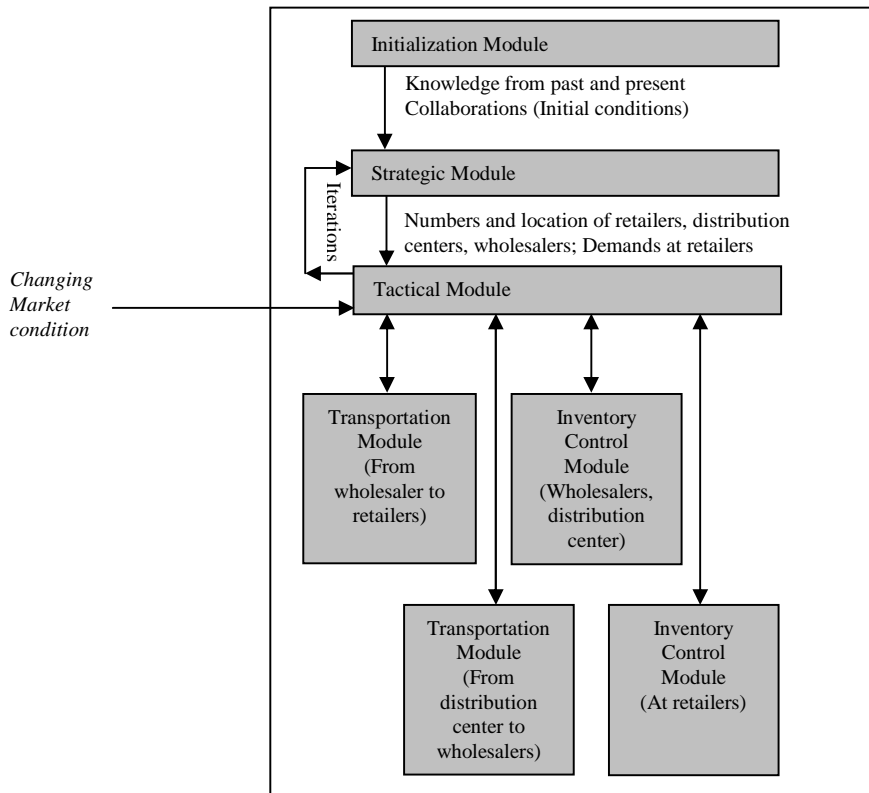 Initialization Module
Knowledge from past and present
Collaborations (Initial conditions)
Strategic Module
Iterations
Numbers and location of retailers, distribution
centers, wholesalers; Demands at retailers
Changing
Market
condition
Tactical Module
Transportation
Module
(From
wholesaler to
retailers)
Inventory
Control
Module
(Wholesalers,
distribution
center)
Transportation
Module
(From
distribution
center to
wholesalers)
Inventory
Control
Module
(At retailers)